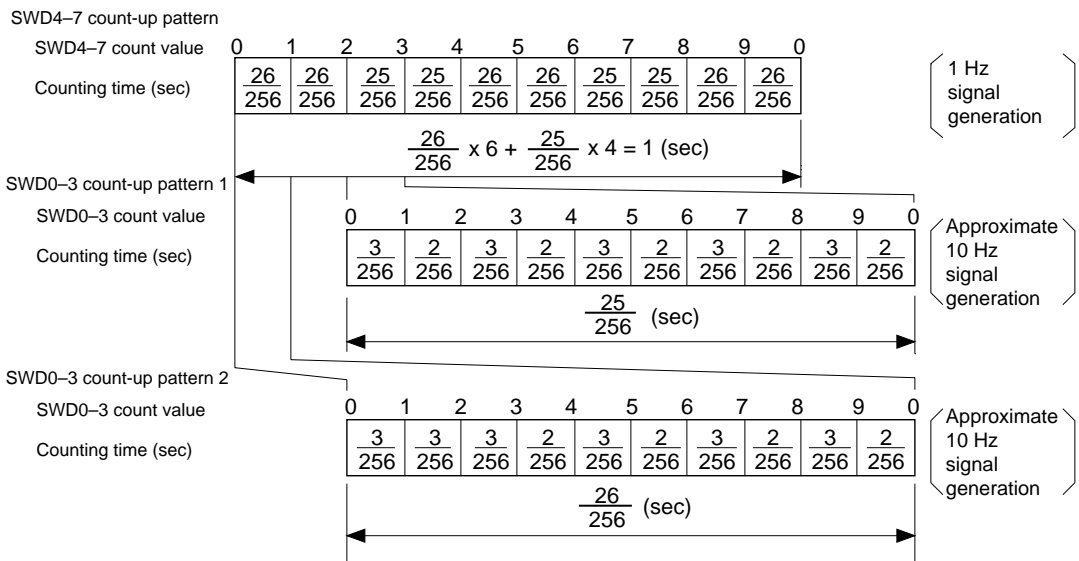 SWD4–7 count-up pattern
SWD4–7 count value 0 1 2 3 4 5 6 7 8 9 0
Counting time (sec) 26/256 26/256 25/256 25/256 26/256 26/256 25/256 25/256 26/256 26/256
1 Hz
signal
generation
26/256 x 6 + 25/256 x 4 = 1 (sec)
SWD0–3 count-up pattern 1
SWD0–3 count value 0 1 2 3 4 5 6 7 8 9 0
Counting time (sec) 3/256 2/256 3/256 2/256 3/256 2/256 3/256 2/256 3/256 2/256
Approximate
10 Hz
signal
generation
25/256 (sec)
SWD0–3 count-up pattern 2
SWD0–3 count value 0 1 2 3 4 5 6 7 8 9 0
Counting time (sec) 3/256 3/256 3/256 2/256 3/256 2/256 3/256 2/256 3/256 2/256
Approximate
10 Hz
signal
generation
26/256 (sec)